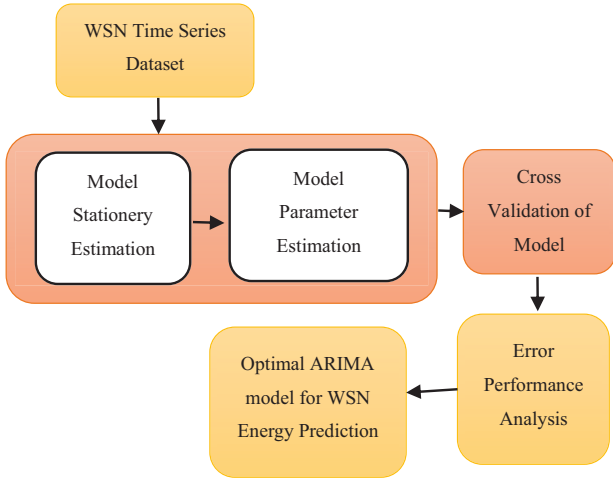 WSN Time Series
Dataset
Model
Stationery
Estimation
Model
Parameter
Estimation
Cross
Validation of
Model
Error
Performance
Analysis
Optimal ARIMA
model for WSN
Energy Prediction